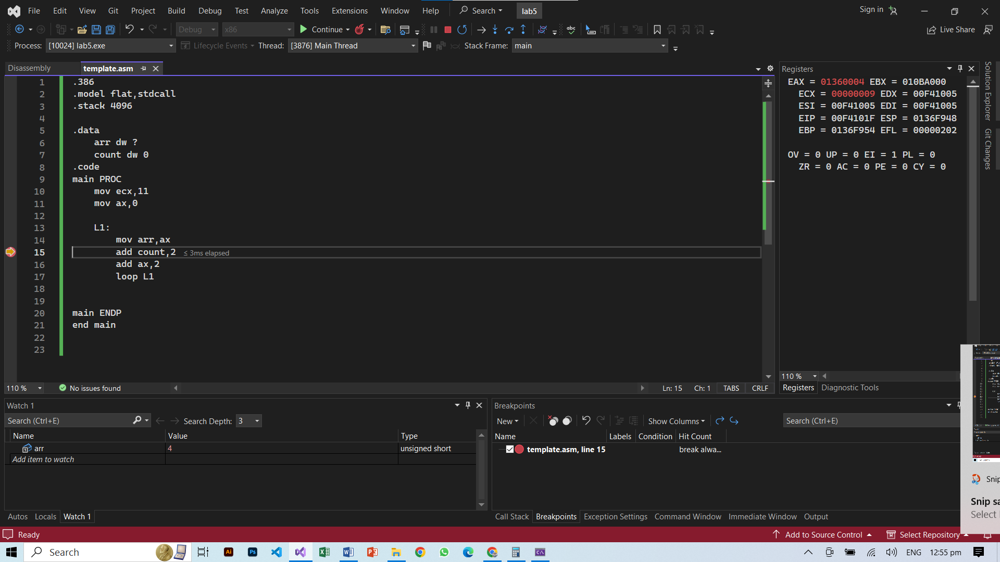 File Edit View Git Project Build Debug Test Analyze Tools Extensions Window Help Search lab5 Sign in
Debug x86 Continue abc Live Share
Process: [10024] lab5.exe Lifecycle Events Thread: [3876] Main Thread Stack Frame: main
Disassembly template.asm
1 .386
2 .model flat,stdcall
3 .stack 4096
4
5 .data
6 arr dw ?
7 count dw 0
8 .code
9 main PROC
10 mov ecx,11
11 mov ax,0
12
13 L1:
14 mov arr,ax
15 add count,2 ≤ 3ms elapsed
16 add ax,2
17 loop L1
18
19
20 main ENDP
21 end main
22
23
110 % No issues found Ln: 15 Ch: 1 TABS CRLF
Registers
EAX = 01360004 EBX = 010BA000
ECX = 00000009 EDX = 00F41005
ESI = 00F41005 EDI = 00F41005
EIP = 00F4101F ESP = 0136F948
EBP = 0136F954 EFL = 00000202
OV = 0 UP = 0 EI = 1 PL = 0
ZR = 0 AC = 0 PE = 0 CY = 0
110 %
Registers Diagnostic Tools
Solution Explorer
Git Changes
Watch 1
Search (Ctrl+E) Search Depth: 3
Name Value Type
arr 4 unsigned short
Add item to watch
Autos Locals Watch 1
Breakpoints
New Show Columns Search (Ctrl+E)
Name Labels Condition Hit Count
template.asm, line 15 break alwa...
Call Stack Breakpoints Exception Settings Command Window Immediate Window Output
Snip
Snip sa
Select
Ready Add to Source Control Select Repository
Search Ai Ps ENG 12:55 pm